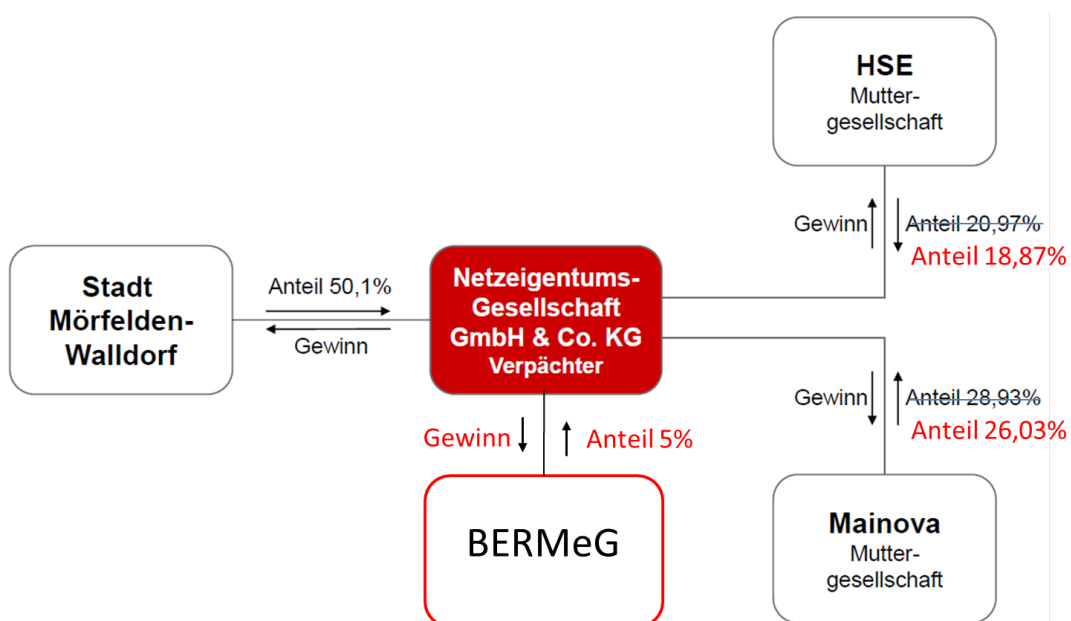 HSE
Mutter-
gesellschaft
Gewinn
Anteil 20,97%
Anteil 18,87%
Stadt
Mörfelden-
Walldorf
Anteil 50,1%
Gewinn
Netzeigentums-
Gesellschaft
GmbH & Co. KG
Verpächter
Gewinn
Anteil 28,93%
Anteil 26,03%
Gewinn
Anteil 5%
BERMeG
Mainova
Mutter-
gesellschaft